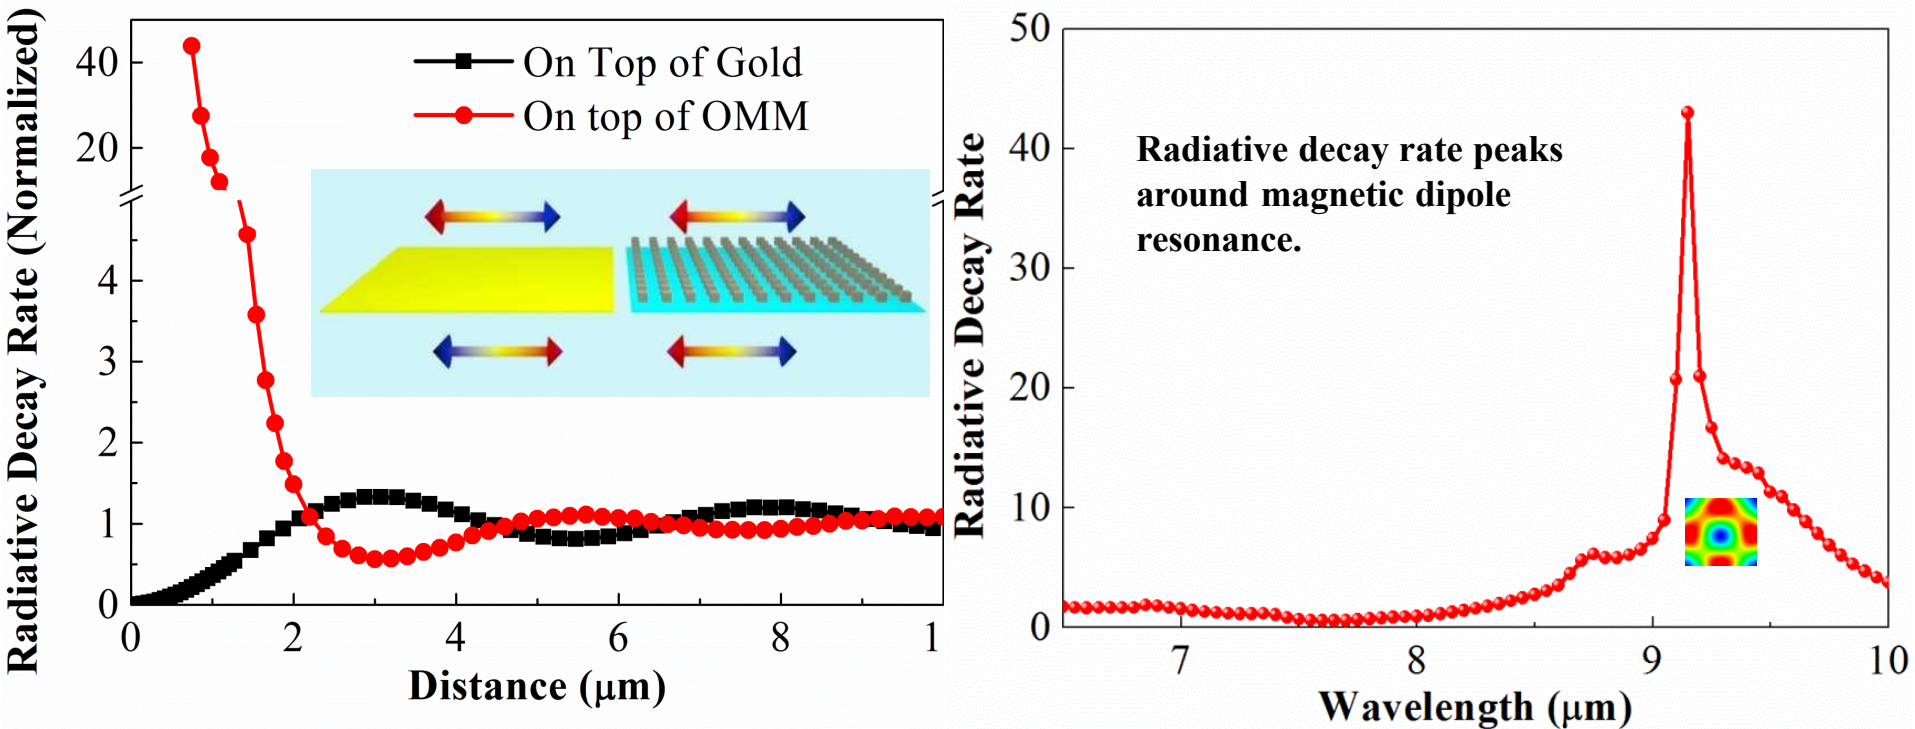 Radiative Decay Rate (Normalized)
40
20
4
3
2
1
0
On Top of Gold
On top of OMM
0 2 4 6 8 1
Distance (μm)
Radiative Decay Rate
50
40
30
20
10
0
Radiative decay rate peaks
around magnetic dipole
resonance.
7 8 9 10
Wavelength (μm)